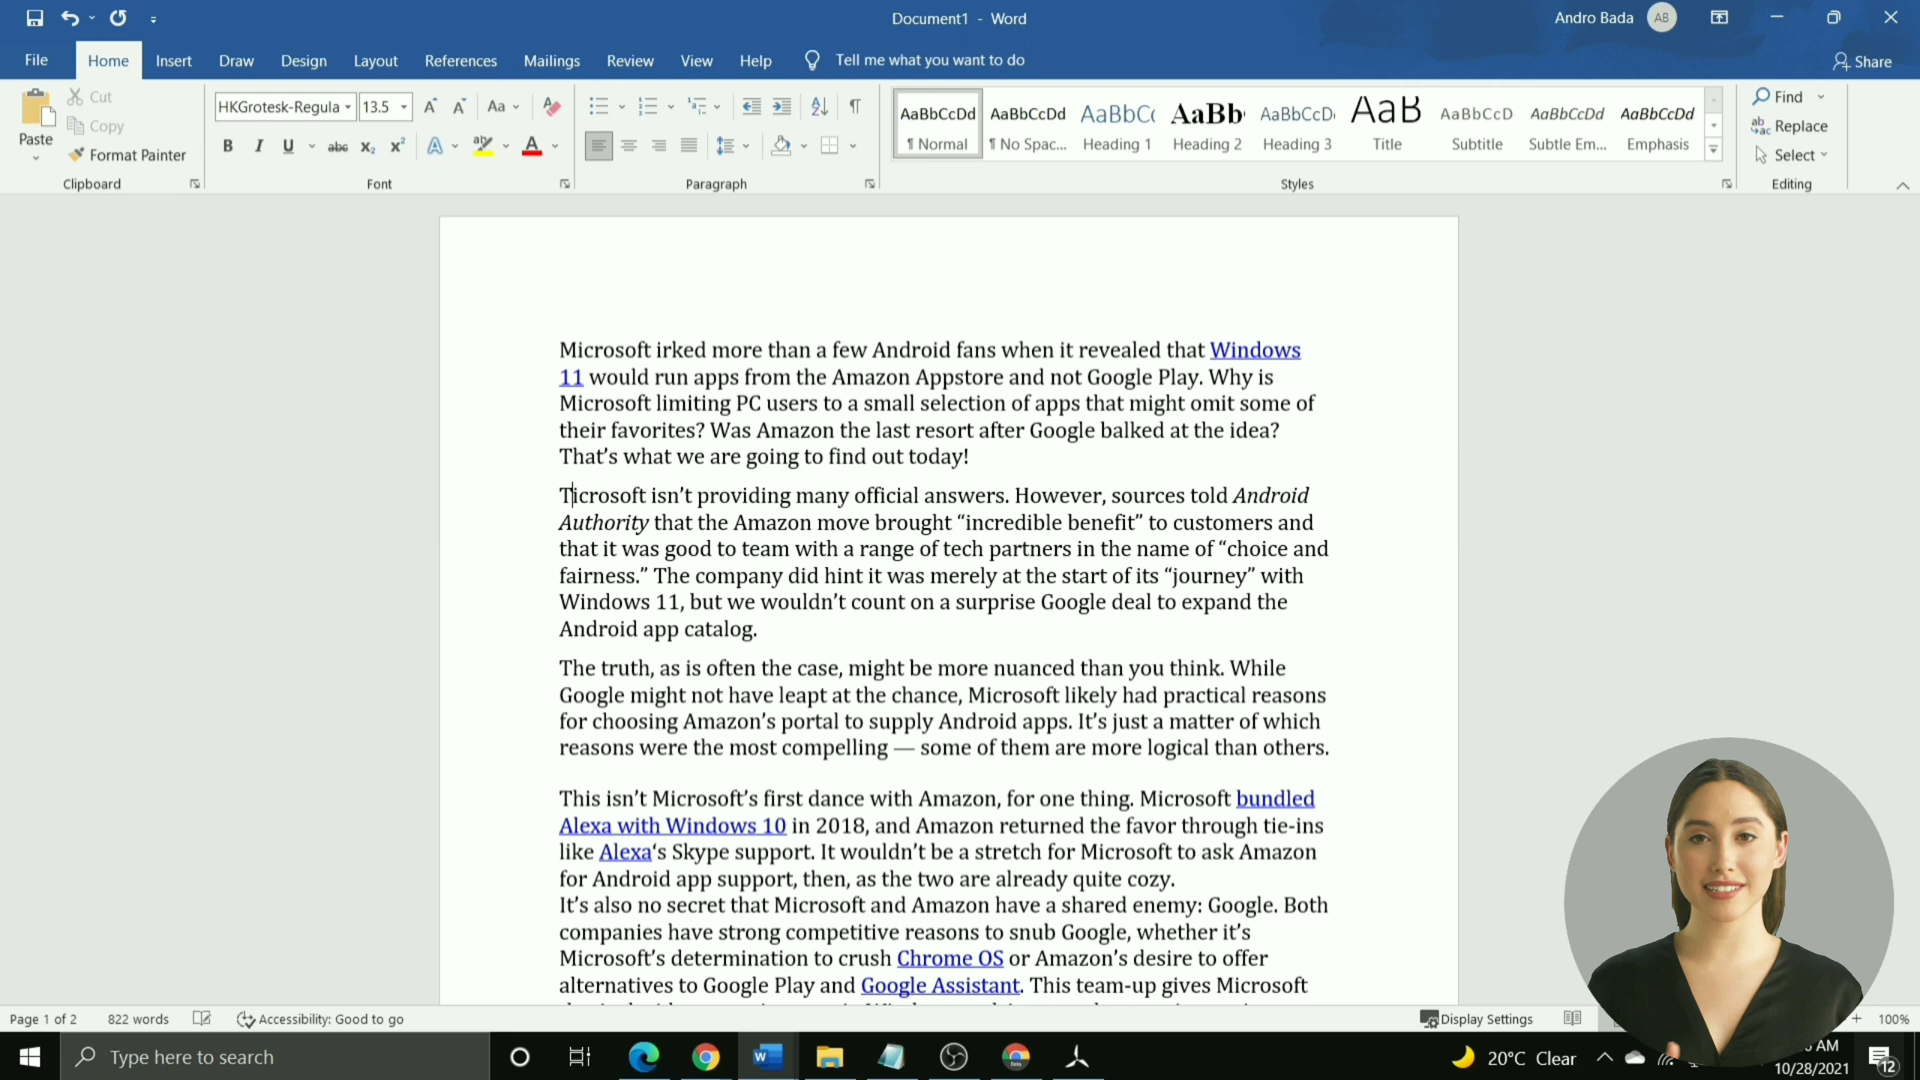 Document1 - Word
Andro Bada AB
File Home Insert Draw Design Layout References Mailings Review View Help Tell me what you want to do Share
Paste
Cut
Copy
Format Painter
Clipboard
HKGrotesk-Regula 13.5
Font
Paragraph
AaBbCcDd AaBbCcDd AaBbC AaBb AaBbCcD AaB AaBbCcD AaBbCcDd AaBbCcDd
¶ Normal ¶ No Spac... Heading 1 Heading 2 Heading 3 Title Subtitle Subtle Em... Emphasis
Styles
Find
Replace
Select
Editing
Microsoft irked more than a few Android fans when it revealed that Windows
11 would run apps from the Amazon Appstore and not Google Play. Why is
Microsoft limiting PC users to a small selection of apps that might omit some of
their favorites? Was Amazon the last resort after Google balked at the idea?
That’s what we are going to find out today!
Ticrosoft isn’t providing many official answers. However, sources told Android
Authority that the Amazon move brought “incredible benefit” to customers and
that it was good to team with a range of tech partners in the name of “choice and
fairness.” The company did hint it was merely at the start of its “journey” with
Windows 11, but we wouldn’t count on a surprise Google deal to expand the
Android app catalog.
The truth, as is often the case, might be more nuanced than you think. While
Google might not have leapt at the chance, Microsoft likely had practical reasons
for choosing Amazon’s portal to supply Android apps. It’s just a matter of which
reasons were the most compelling — some of them are more logical than others.
This isn’t Microsoft’s first dance with Amazon, for one thing. Microsoft bundled
Alexa with Windows 10 in 2018, and Amazon returned the favor through tie-ins
like Alexa‘s Skype support. It wouldn’t be a stretch for Microsoft to ask Amazon
for Android app support, then, as the two are already quite cozy.
It’s also no secret that Microsoft and Amazon have a shared enemy: Google. Both
companies have strong competitive reasons to snub Google, whether it’s
Microsoft’s determination to crush Chrome OS or Amazon’s desire to offer
alternatives to Google Play and Google Assistant. This team-up gives Microsoft
Page 1 of 2 822 words Accessibility: Good to go Display Settings 100%
Type here to search
20°C Clear
AM
10/28/2021
12